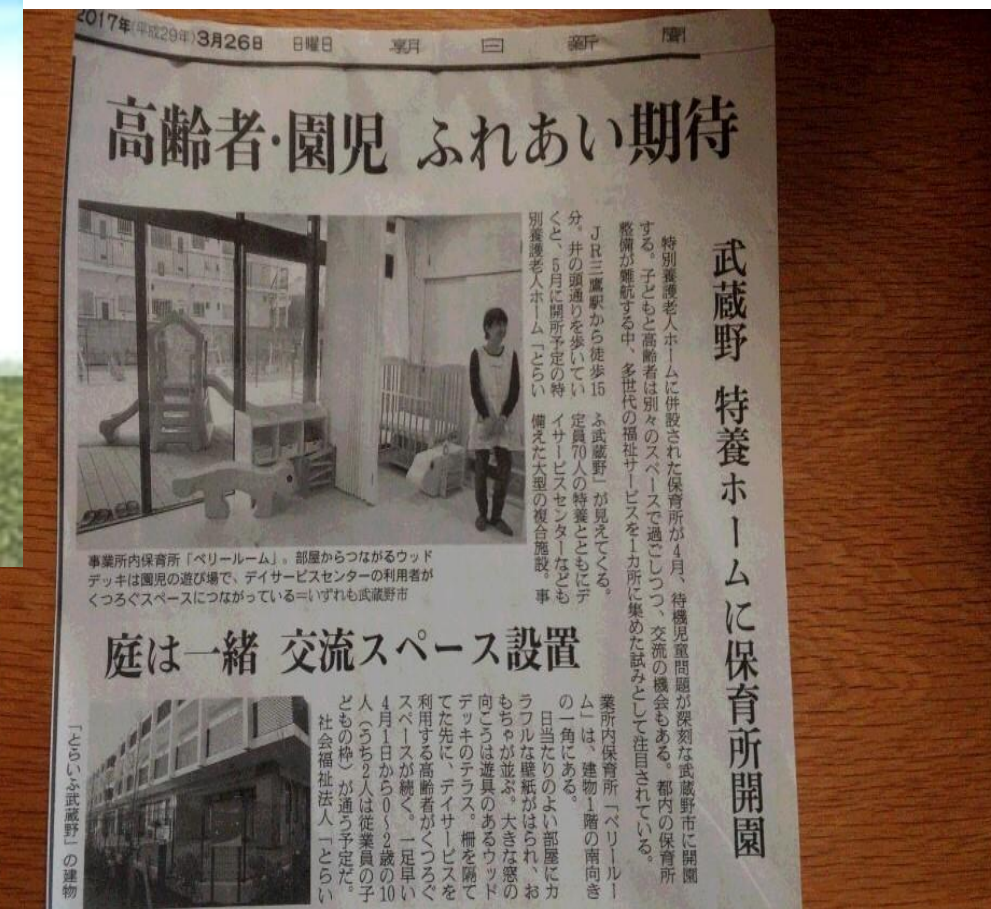 2017年(平成29年)3月26日 日曜日 朝日新聞
高齢者・園児 ふれあい期待
武蔵野 特養ホームに保育所開園
特別養護老人ホームに併設された保育所が4月、待機児童問題が深刻な武蔵野市に開園
する。子どもと高齢者は別々のスペースで過ごしつつ、交流の機会もある。都内の保育所
整備が難航する中、多世代の福祉サービスを1カ所に集めた試みとして注目されている。
JR三鷹駅から徒歩15
分。井の頭通りを歩いてい
くと、5月に開所予定の特
別養護老人ホーム「とらい
ふ武蔵野」が見えてくる。
定員70人の特養とともにデ
イサービスセンターなども
備えた大型の複合施設。事
業所内保育所「ベリールー
ム」は、建物1階の南向き
の一角にある。
日当たりのよい部屋にカ
ラフルな壁紙がはられ、お
もちゃが並ぶ。大きな窓の
向こうは遊具のあるウッド
デッキのテラス。柵を隔て
てた先に、デイサービスを
利用する高齢者がくつろぐ
スペースが続く。一足早い
4月1日から0〜2歳の10
人(うち2人は従業員の子
どもの枠)が通う予定だ。
社会福祉法人「とらい
事業所内保育所「ベリールーム」。部屋からつながるウッド
デッキは園児の遊び場で、デイサービスセンターの利用者が
くつろぐスペースにつながっている=いずれも武蔵野市
庭は一緒 交流スペース設置
「とらいふ武蔵野」の建物